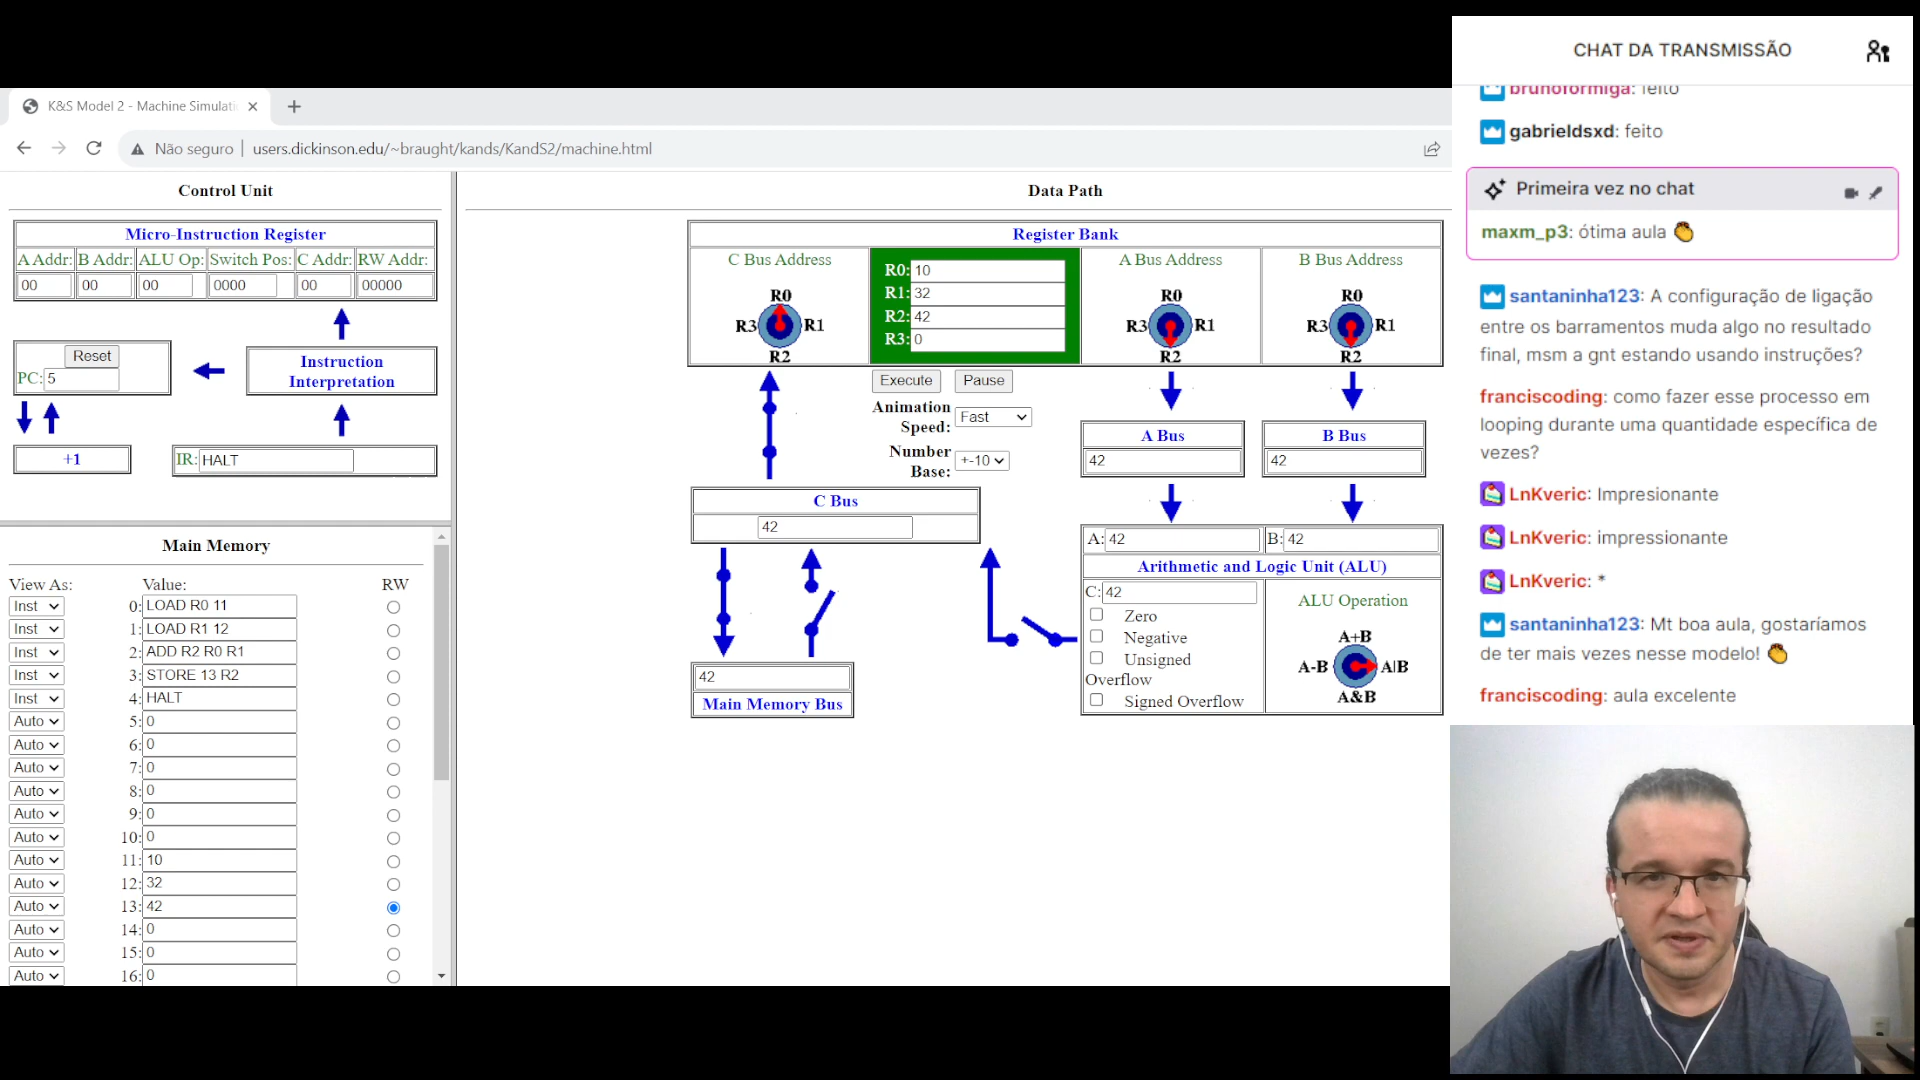 K&S Model 2 - Machine Simulati
Não seguro
users.dickinson.edu/~braught/kands/KandS2/machine.html
Control Unit
Micro-Instruction Register
A Addr: B Addr: ALU Op: Switch Pos: C Addr: RW Addr:
00 00 00 0000 00 00000
Reset
PC: 5
Instruction
Interpretation
+1
IR: HALT
Main Memory
View As: Value: RW
Inst 0: LOAD R0 11
Inst 1: LOAD R1 12
Inst 2: ADD R2 R0 R1
Inst 3: STORE 13 R2
Inst 4: HALT
Auto 5: 0
Auto 6: 0
Auto 7: 0
Auto 8: 0
Auto 9: 0
Auto 10: 0
Auto 11: 10
Auto 12: 32
Auto 13: 42
Auto 14: 0
Auto 15: 0
Auto 16: 0
Data Path
Register Bank
C Bus Address
R0
R3 R1
R2
R0: 10
R1: 32
R2: 42
R3: 0
A Bus Address
R0
R3 R1
R2
B Bus Address
R0
R3 R1
R2
Execute Pause
Animation
Speed: Fast
Number
Base: +-10
A Bus
42
B Bus
42
C Bus
42
A: 42 B: 42
Arithmetic and Logic Unit (ALU)
C: 42
Zero
Negative
Unsigned
Overflow
Signed Overflow
ALU Operation
A+B
A-B A|B
A&B
42
Main Memory Bus
CHAT DA TRANSMISSÃO
brunoformiga: feito
gabrieldsxd: feito
Primeira vez no chat
maxm_p3: ótima aula 👏
santaninha123: A configuração de ligação
entre os barramentos muda algo no resultado
final, msm a gnt estando usando instruções?
franciscoding: como fazer esse processo em
looping durante uma quantidade específica de
vezes?
LnKveric: Impresionante
LnKveric: impressionante
LnKveric: *
santaninha123: Mt boa aula, gostaríamos
de ter mais vezes nesse modelo! 👏
franciscoding: aula excelente